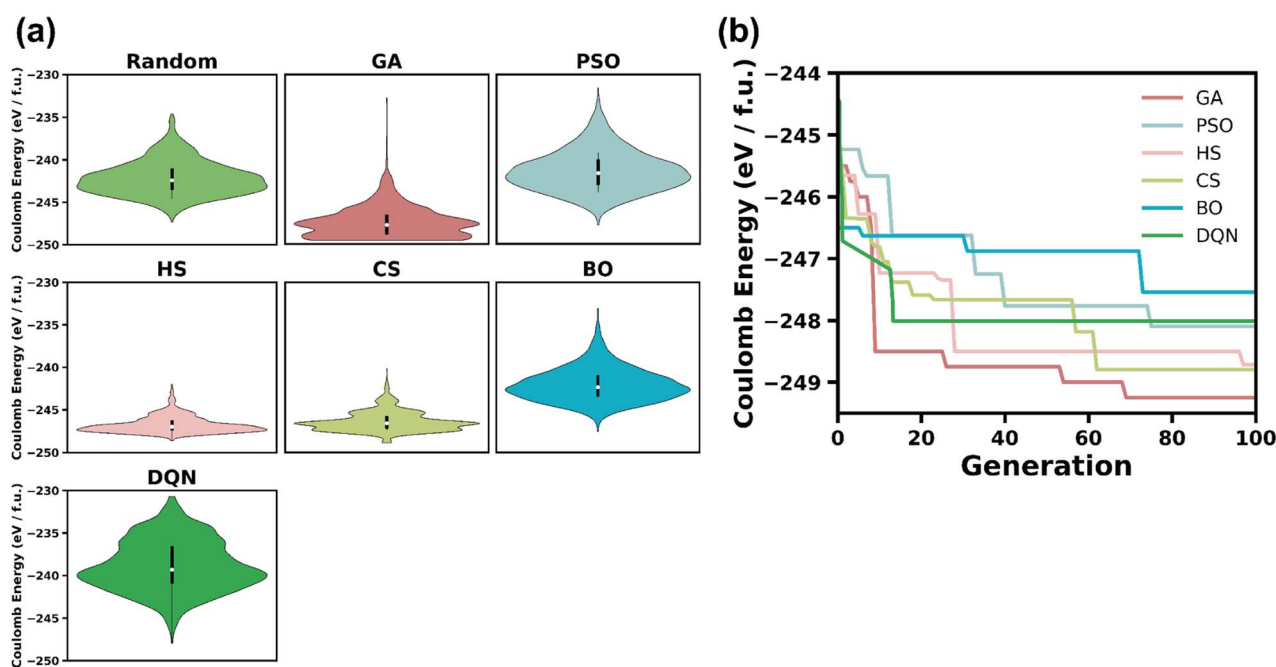 (a)
Random
GA
PSO
Coulomb Energy (eV / f.u.)
−230
−235
−240
−245
−250
HS
CS
BO
Coulomb Energy (eV / f.u.)
−230
−235
−240
−245
−250
DQN
Coulomb Energy (eV / f.u.)
−230
−235
−240
−245
−250
(b)
Coulomb Energy (eV / f.u.)
−244
−245
−246
−247
−248
−249
GA
PSO
HS
CS
BO
DQN
0 20 40 60 80 100
Generation